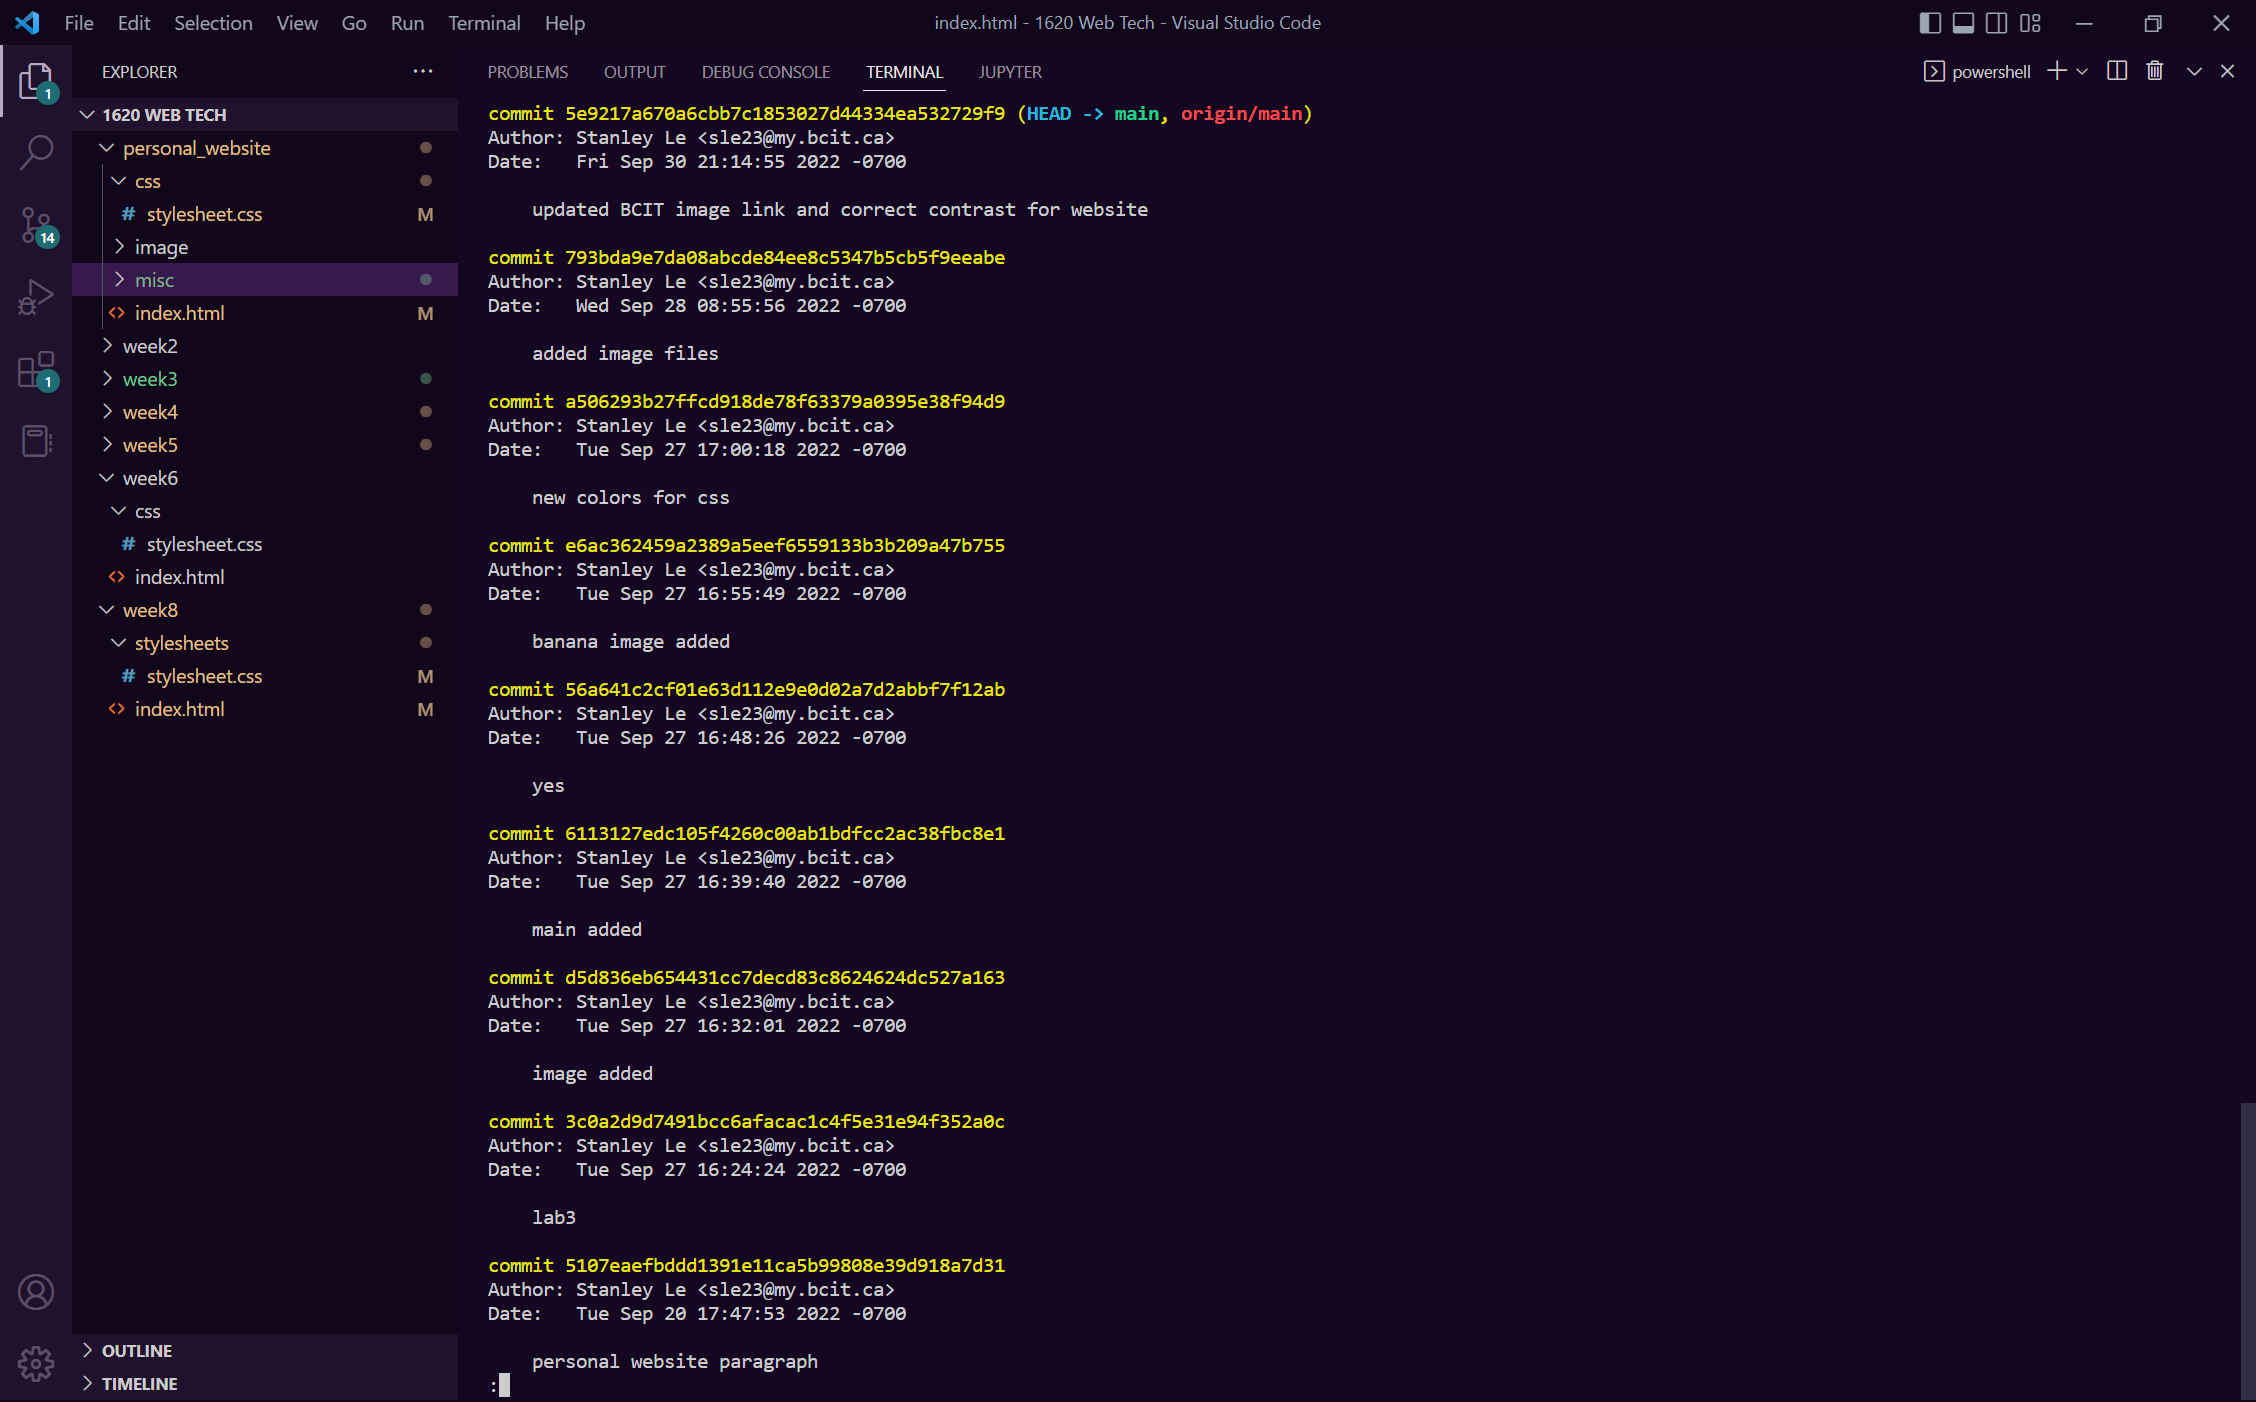 File Edit Selection View Go Run Terminal Help
index.html - 1620 Web Tech - Visual Studio Code
EXPLORER
1
14
1
1620 WEB TECH
personal_website
css
# stylesheet.css M
image
misc
<> index.html M
week2
week3
week4
week5
week6
css
# stylesheet.css
<> index.html
week8
stylesheets
# stylesheet.css M
<> index.html M
OUTLINE
TIMELINE
PROBLEMS OUTPUT DEBUG CONSOLE TERMINAL JUPYTER
powershell
commit 5e9217a670a6cbb7c1853027d44334ea532729f9 (HEAD -> main, origin/main)
Author: Stanley Le <sle23@my.bcit.ca>
Date:   Fri Sep 30 21:14:55 2022 -0700
updated BCIT image link and correct contrast for website
commit 793bda9e7da08abcde84ee8c5347b5cb5f9eeabe
Author: Stanley Le <sle23@my.bcit.ca>
Date:   Wed Sep 28 08:55:56 2022 -0700
added image files
commit a506293b27ffcd918de78f63379a0395e38f94d9
Author: Stanley Le <sle23@my.bcit.ca>
Date:   Tue Sep 27 17:00:18 2022 -0700
new colors for css
commit e6ac362459a2389a5eef6559133b3b209a47b755
Author: Stanley Le <sle23@my.bcit.ca>
Date:   Tue Sep 27 16:55:49 2022 -0700
banana image added
commit 56a641c2cf01e63d112e9e0d02a7d2abbf7f12ab
Author: Stanley Le <sle23@my.bcit.ca>
Date:   Tue Sep 27 16:48:26 2022 -0700
yes
commit 6113127edc105f4260c00ab1bdfcc2ac38fbc8e1
Author: Stanley Le <sle23@my.bcit.ca>
Date:   Tue Sep 27 16:39:40 2022 -0700
main added
commit d5d836eb654431cc7decd83c8624624dc527a163
Author: Stanley Le <sle23@my.bcit.ca>
Date:   Tue Sep 27 16:32:01 2022 -0700
image added
commit 3c0a2d9d7491bcc6afacac1c4f5e31e94f352a0c
Author: Stanley Le <sle23@my.bcit.ca>
Date:   Tue Sep 27 16:24:24 2022 -0700
lab3
commit 5107eaefbddd1391e11ca5b99808e39d918a7d31
Author: Stanley Le <sle23@my.bcit.ca>
Date:   Tue Sep 20 17:47:53 2022 -0700
personal website paragraph
: